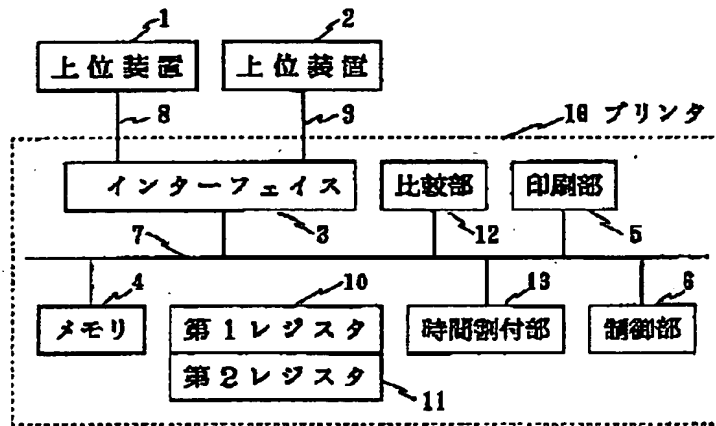 1 2
上位装置 上位装置
8 9 16 プリンタ
インターフェイス 比較部 印刷部
7 3 12 5
4 10 13 6
メモリ 第1レジスタ 時間割付部 制御部
第2レジスタ
11